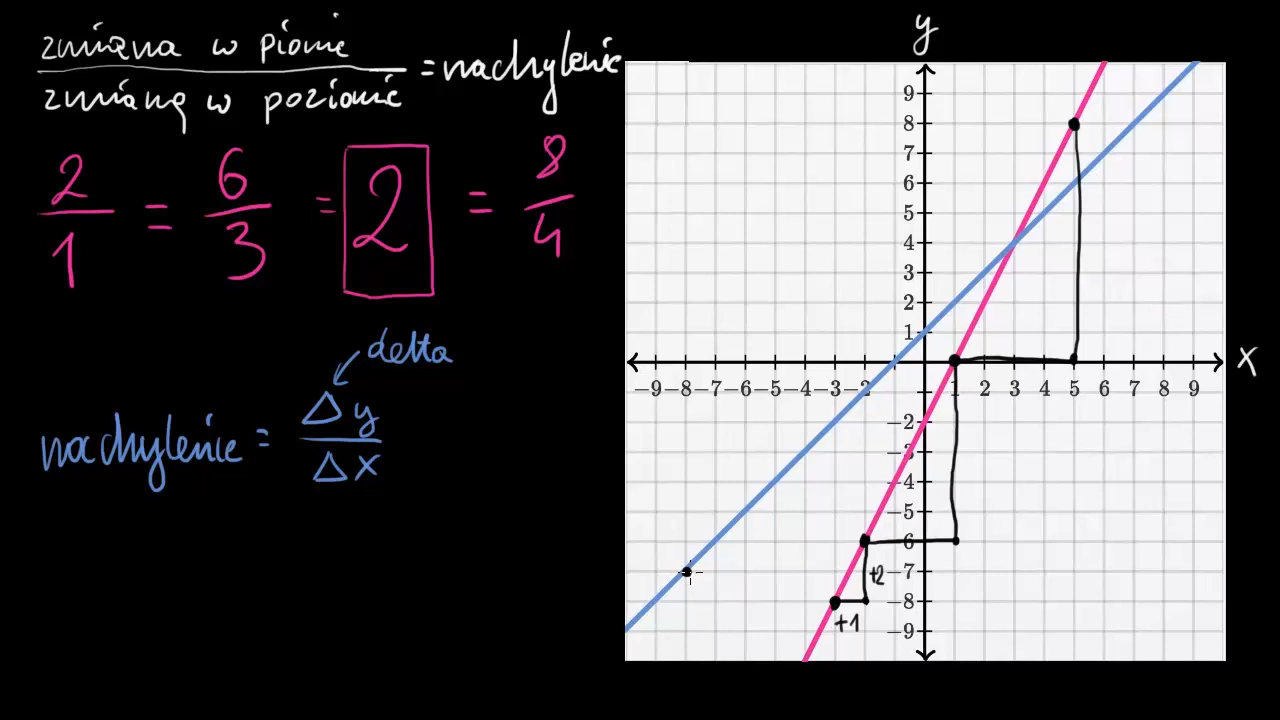 zmiana w pionie
zmianą w poziomie = nachylenie
2/1 = 6/3 = 2 = 8/4
delta
nachylenie = Δy/Δx
y
9
8
7
6
5
4
3
2
1
x
−9 −8 −7 −6 −5 −4 −3 −2 1 2 3 4 5 6 7 8 9
−2
−3
−4
−5
6
−7
−8
−9
+2
+1